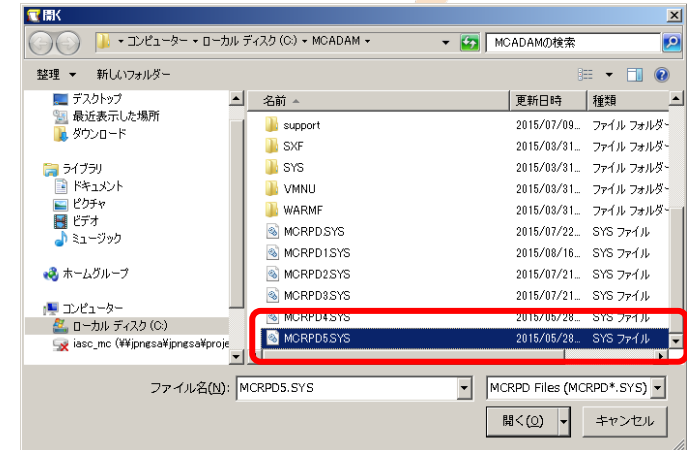 開く
コンピューター ▾ ローカル ディスク (C:) ▾ MCADAM ▾
MCADAMの検索
整理 ▼ 新しいフォルダー
デスクトップ
最近表示した場所
ダウンロード
ライブラリ
ドキュメント
ピクチャ
ビデオ
ミュージック
ホームグループ
コンピューター
ローカル ディスク (C:)
iasc_mc (¥¥jpngsa¥jpngsa¥proje
名前 更新日時 種類
support 2015/07/09... ファイル フォルダ
SXF 2015/03/31... ファイル フォルダ
SYS 2015/03/31... ファイル フォルダ
VMNU 2015/03/31... ファイル フォルダ
WARMF 2015/03/31... ファイル フォルダ
MCRPD.SYS 2015/07/22... SYS ファイル
MCRPD1.SYS 2015/08/16... SYS ファイル
MCRPD2.SYS 2015/07/21... SYS ファイル
MCRPD3.SYS 2015/07/21... SYS ファイル
MCRPD4.SYS 2015/05/28... SYS ファイル
MCRPD5.SYS 2015/05/28... SYS ファイル
ファイル名(N): MCRPD5.SYS
MCRPD Files (MCRPD*.SYS)
開く(O) キャンセル